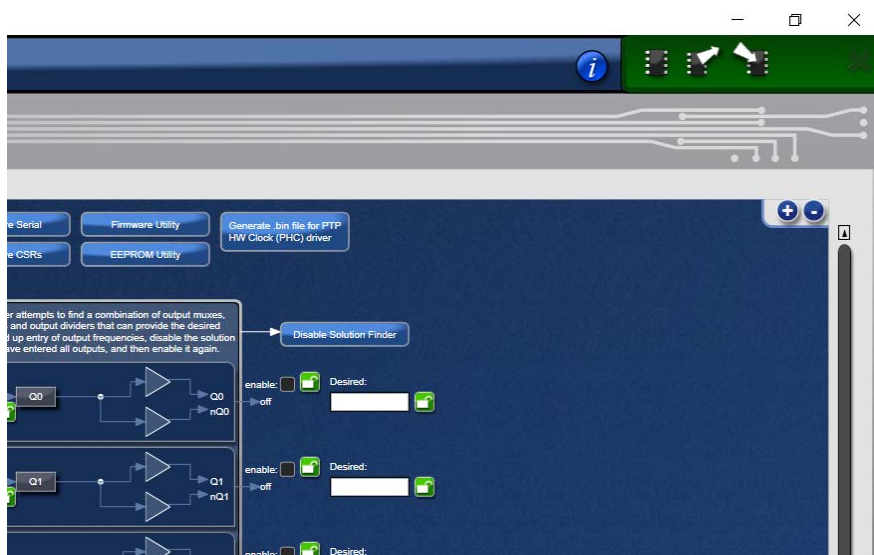 i
+ -
e Serial
Firmware Utility
Generate .bin file for PTP
HW Clock (PHC) driver
e CSRs
EEPROM Utility
er attempts to find a combination of output muxes,
and output dividers that can provide the desired
d up entry of output frequencies, disable the solution
ave entered all outputs, and then enable it again.
Disable Solution Finder
enable:
Desired:
Q0
Q0
off
nQ0
enable:
Desired:
Q1
Q1
off
nQ1
enable:
Desired: